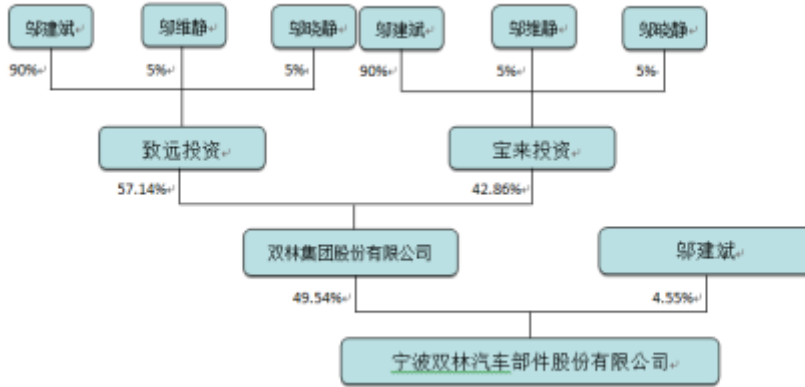 邬建斌 邬维静 邬晓静 邬建斌 邬维静 邬晓静
90% 5% 5% 90% 5% 5%
致远投资 宝来投资
57.14% 42.86%
双林集团股份有限公司 邬建斌
49.54% 4.55%
宁波双林汽车部件股份有限公司